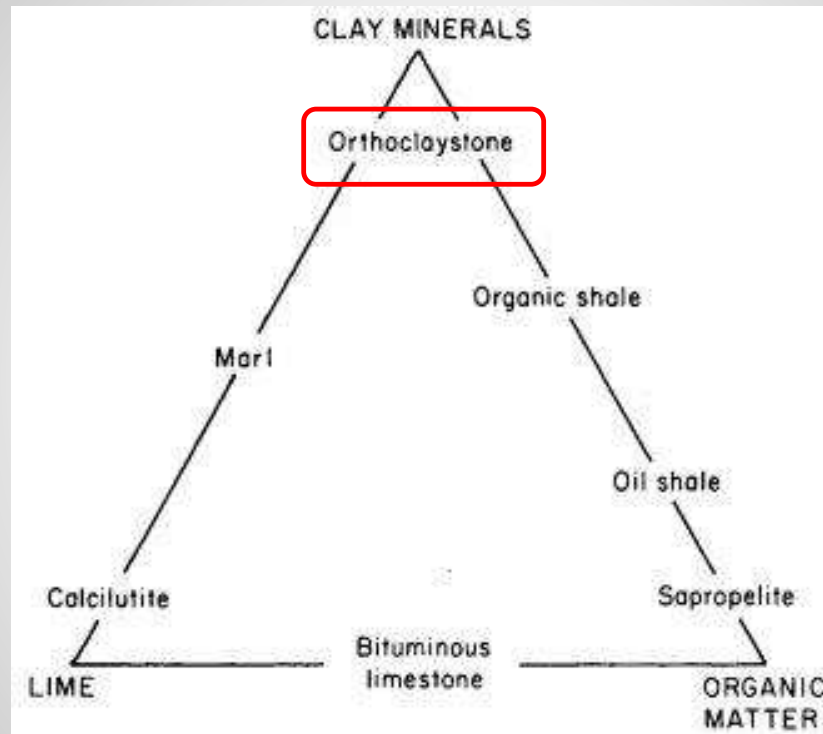 CLAY MINERALS
Orthoclaystone
Organic shale
Marl
Oil shale
Calcilutite
Sapropelite
Bituminous
limestone
LIME
ORGANIC
MATTER